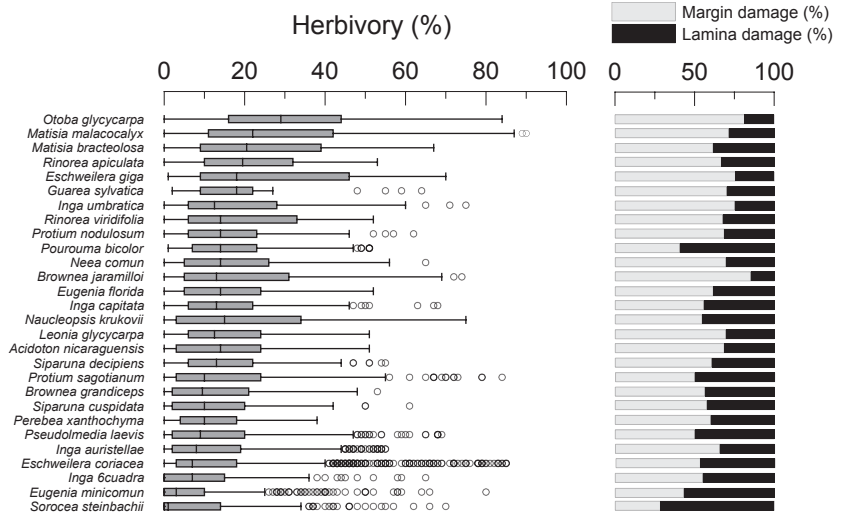 Herbivory (%)
Margin damage (%)
Lamina damage (%)
0 20 40 60 80 100
0 50 100
Otoba glycycarpa
Matisia malacocalyx
Matisia bracteolosa
Rinorea apiculata
Eschweilera giga
Guarea sylvatica
Inga umbratica
Rinorea viridifolia
Protium nodulosum
Pourouma bicolor
Neea comun
Brownea jaramilloi
Eugenia florida
Inga capitata
Naucleopsis krukovii
Leonia glycycarpa
Acidoton nicaraguensis
Siparuna decipiens
Protium sagotianum
Brownea grandiceps
Siparuna cuspidata
Perebea xanthochyma
Pseudolmedia laevis
Inga auristellae
Eschweilera coriacea
Inga 6cuadra
Eugenia minicomun
Sorocea steinbachii